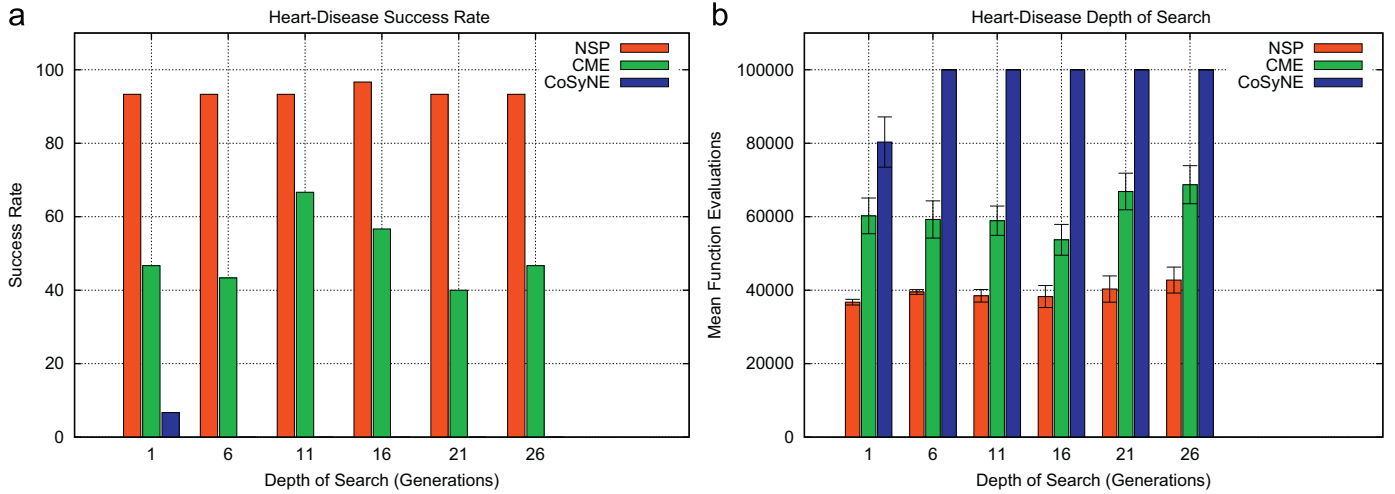 a
Heart-Disease Success Rate
NSP
CME
CoSyNE
100
80
60
40
20
0
Success Rate
1 6 11 16 21 26
Depth of Search (Generations)
b
Heart-Disease Depth of Search
NSP
CME
CoSyNE
100000
80000
60000
40000
20000
0
Mean Function Evaluations
1 6 11 16 21 26
Depth of Search (Generations)